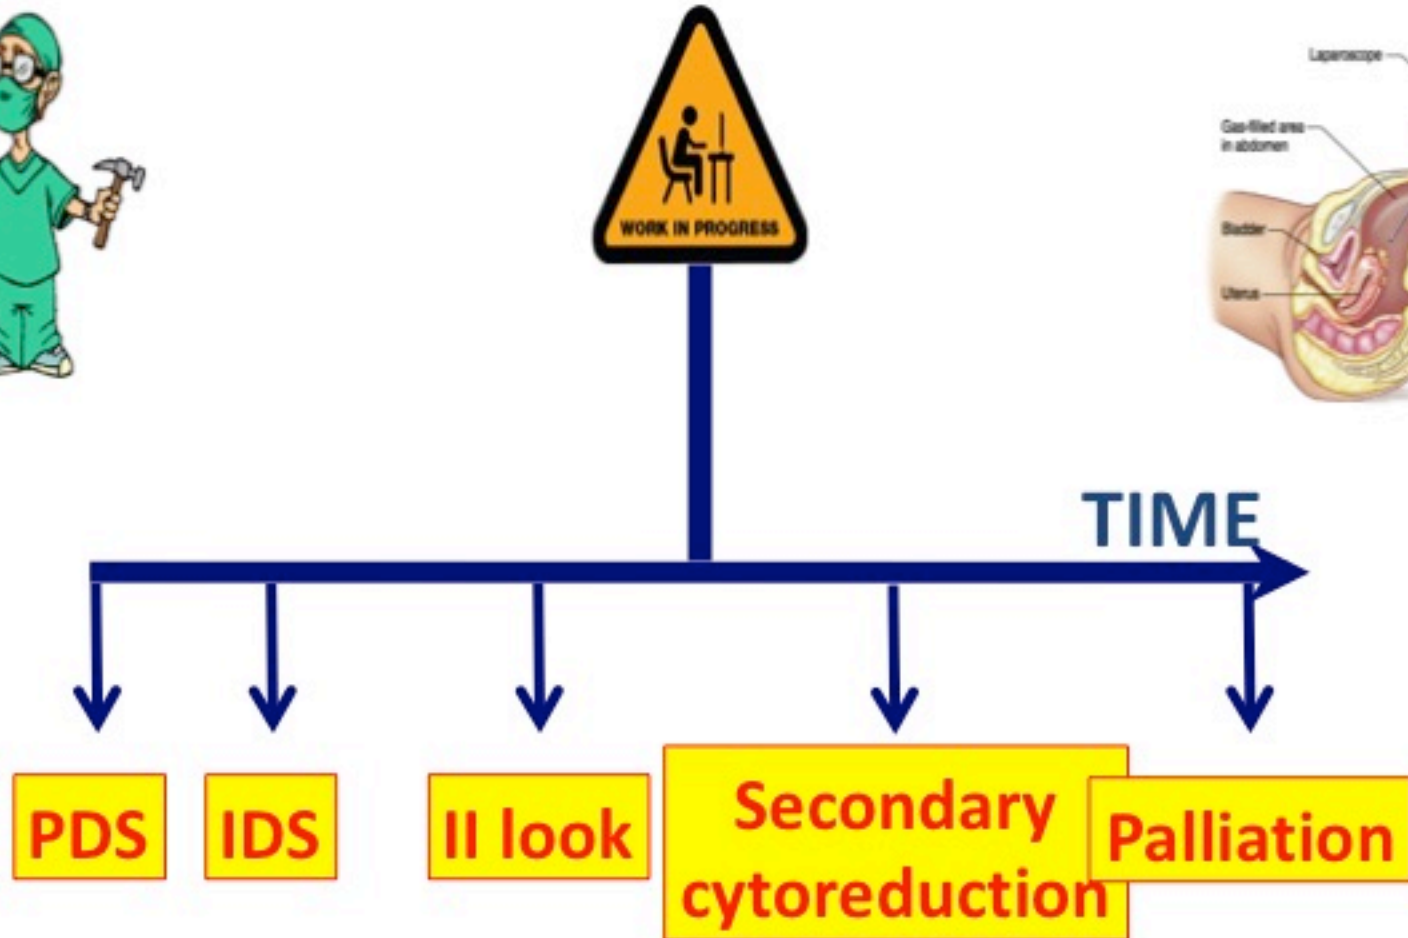 Laparoscope
Gas-filled area
in abdomen
Bladder
Uterus
WORK IN PROGRESS
TIME
PDS
IDS
II look
Secondary
cytoreduction
Palliation